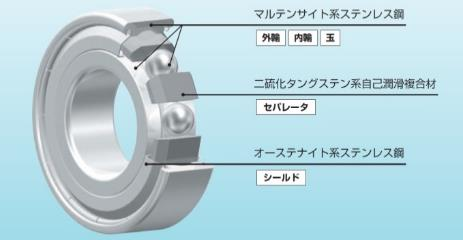 マルテンサイト系ステンレス鋼
外輪 内輪 玉
二硫化タングステン系自己潤滑複合材
セパレータ
オーステナイト系ステンレス鋼
シールド